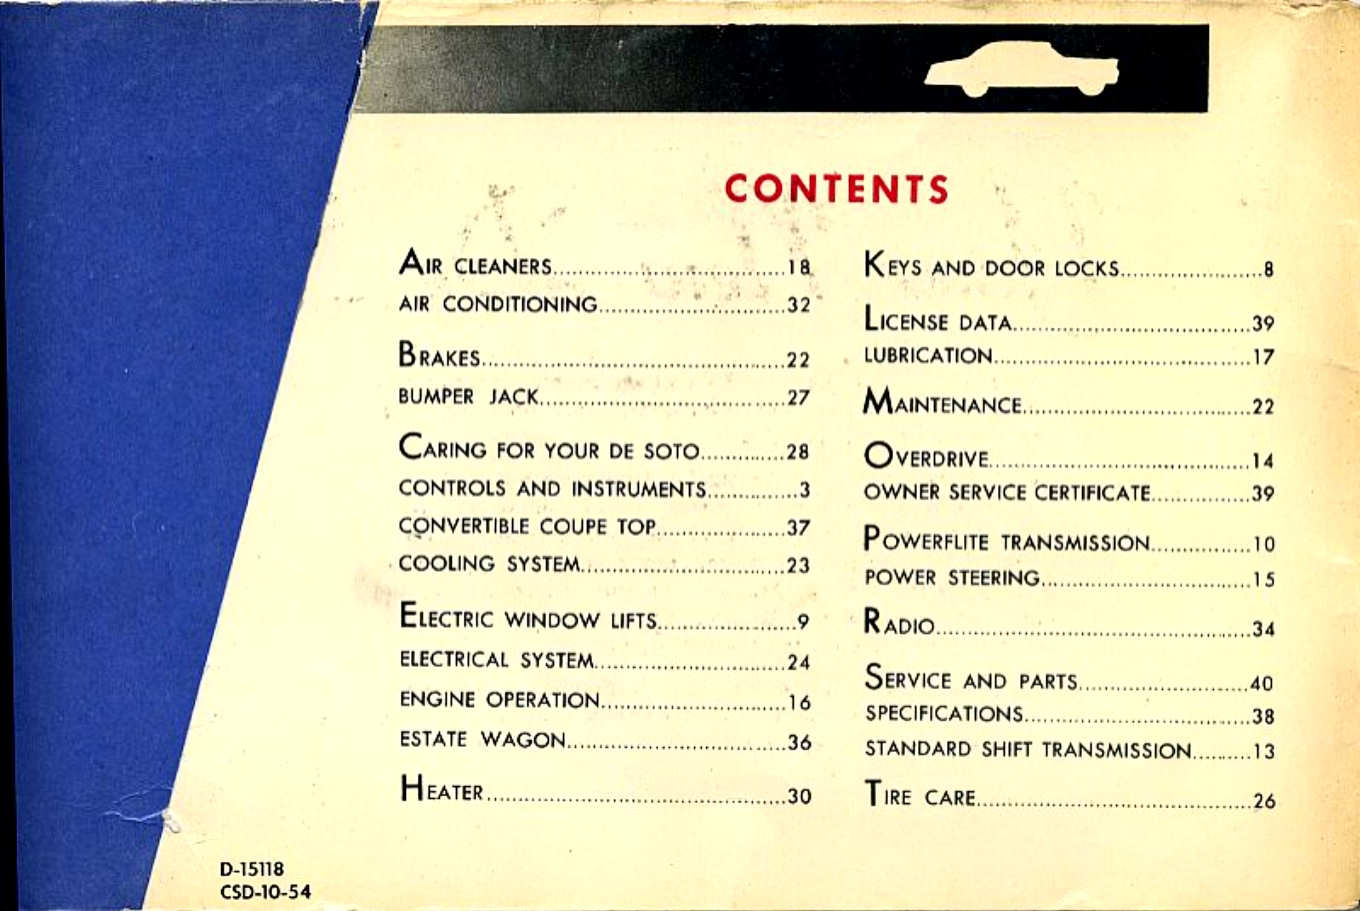 CONTENTS
AIR CLEANERS..............................18
AIR CONDITIONING..............................32
BRAKES..............................22
BUMPER JACK..............................27
CARING FOR YOUR DE SOTO..............28
CONTROLS AND INSTRUMENTS..............3
CONVERTIBLE COUPE TOP....................37
COOLING SYSTEM..............................23
ELECTRIC WINDOW LIFTS......................9
ELECTRICAL SYSTEM..............................24
ENGINE OPERATION..............................16
ESTATE WAGON..............................36
HEATER..............................30
KEYS AND DOOR LOCKS.......................8
LICENSE DATA..............................39
LUBRICATION..............................17
MAINTENANCE..............................22
OVERDRIVE..............................14
OWNER SERVICE CERTIFICATE................39
POWERFLITE TRANSMISSION................10
POWER STEERING..............................15
RADIO..............................34
SERVICE AND PARTS...........................40
SPECIFICATIONS..............................38
STANDARD SHIFT TRANSMISSION..........13
TIRE CARE..............................26
D-15118
CSD-10-54